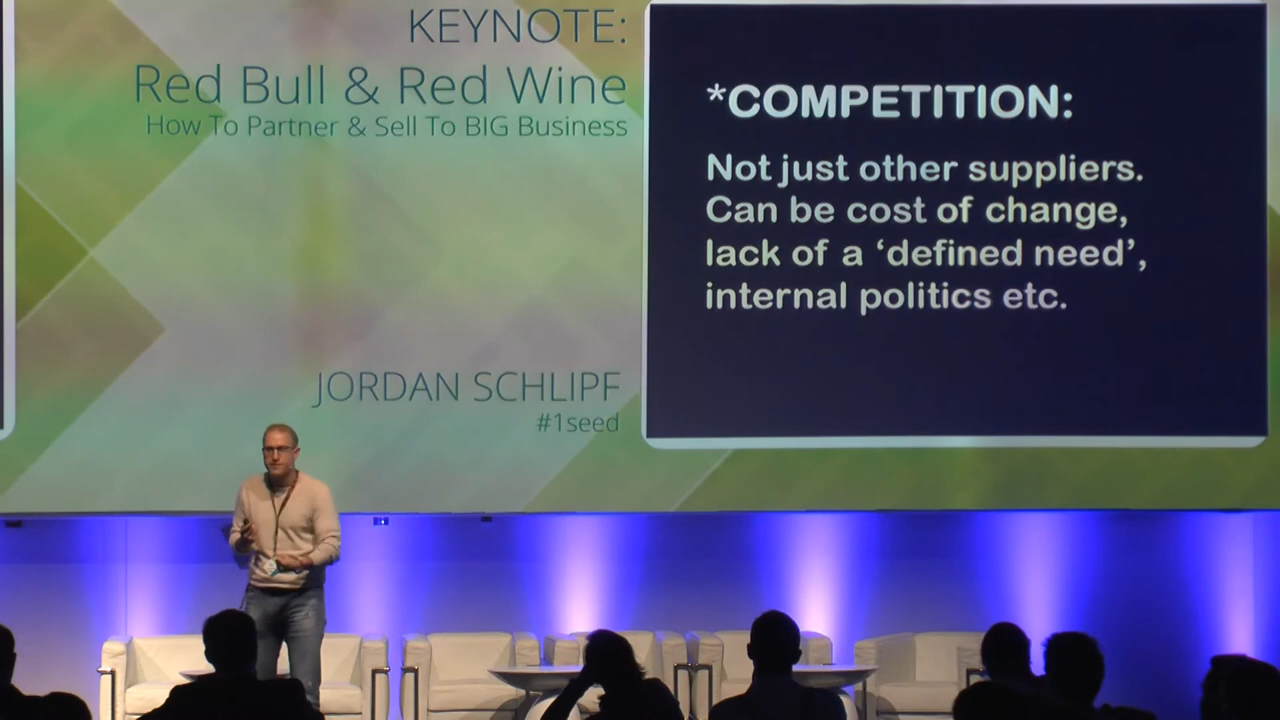 KEYNOTE:
Red Bull & Red Wine
How To Partner & Sell To BIG Business
JORDAN SCHLIPF
#1seed
*COMPETITION:
Not just other suppliers.
Can be cost of change,
lack of a ‘defined need’,
internal politics etc.